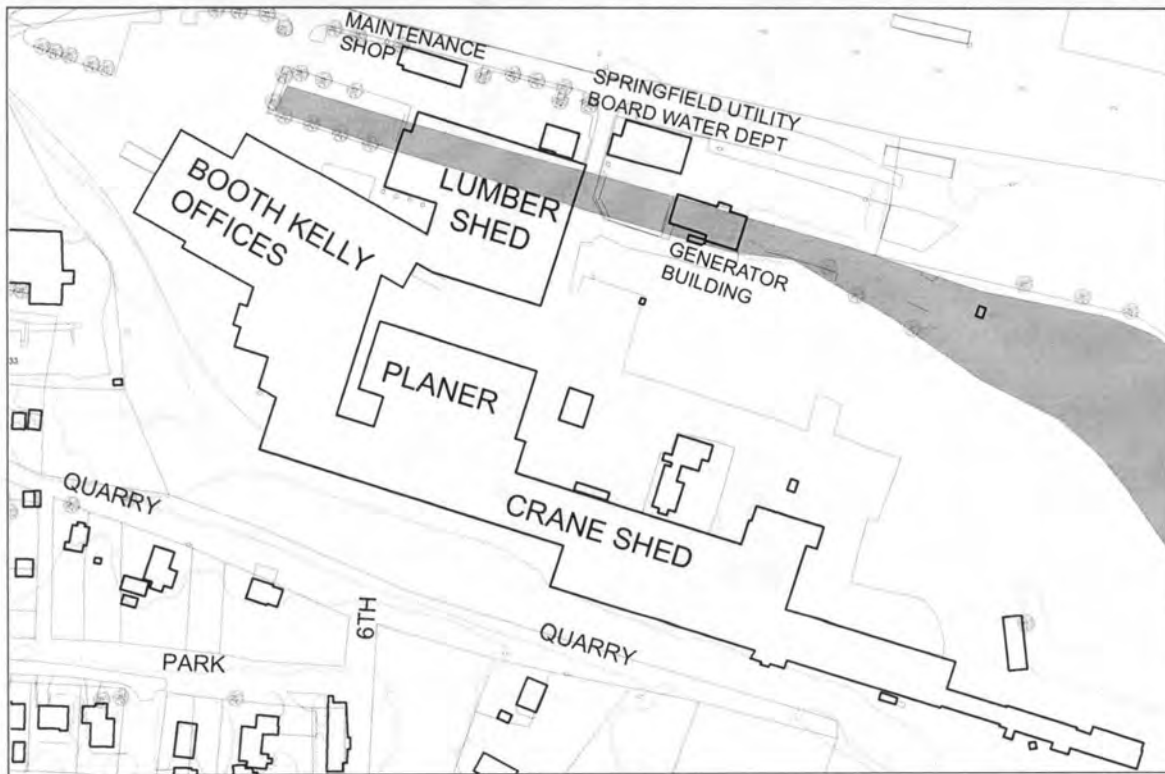 MAINTENANCE
SHOP
SPRINGFIELD UTILITY
BOARD WATER DEPT
BOOTH KELLY
OFFICES
LUMBER
SHED
GENERATOR
BUILDING
33
PLANER
QUARRY
CRANE SHED
6TH
QUARRY
PARK